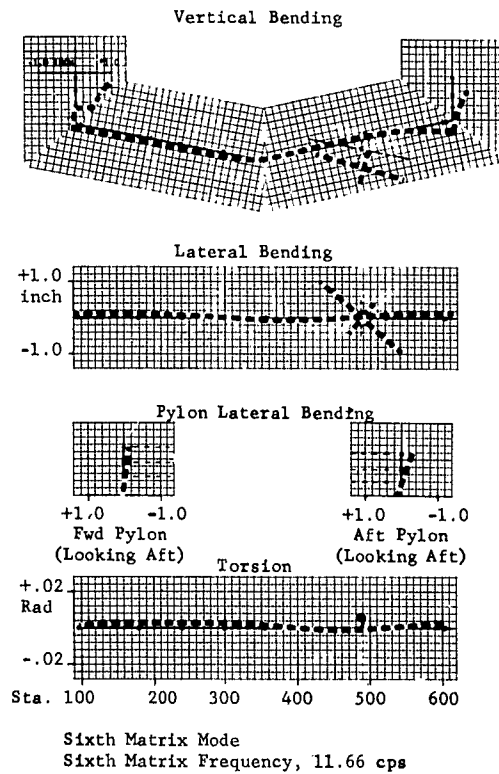 Vertical Bending
Lateral Bending
+1.0
inch
-1.0
Pylon Lateral Bending
+1.0 -1.0 +1.0 -1.0
Fwd Pylon Aft Pylon
(Looking Aft) (Looking Aft)
Torsion
+.02
Rad
-.02
Sta. 100 200 300 400 500 600
Sixth Matrix Mode
Sixth Matrix Frequency, 11.66 cps